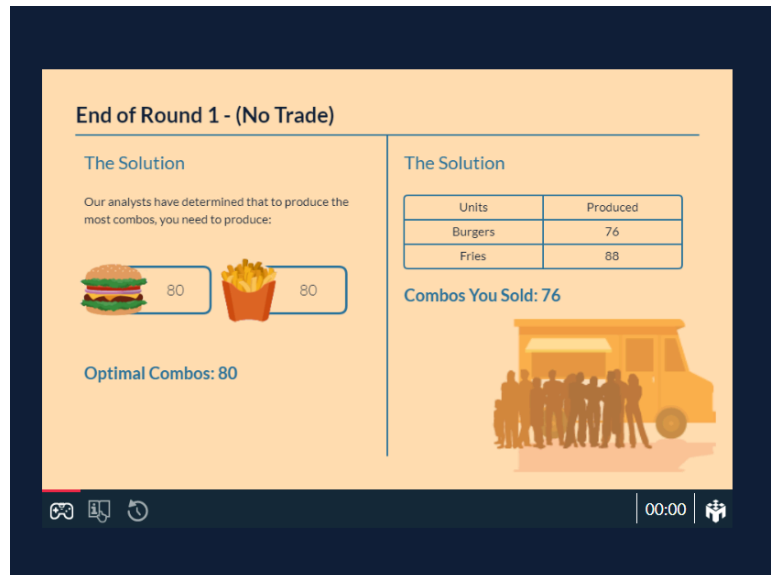 End of Round 1 - (No Trade)
The Solution
Our analysts have determined that to produce the
most combos, you need to produce:
80
80
Optimal Combos: 80
The Solution
Units Produced
Burgers 76
Fries 88
Combos You Sold: 76
00:00